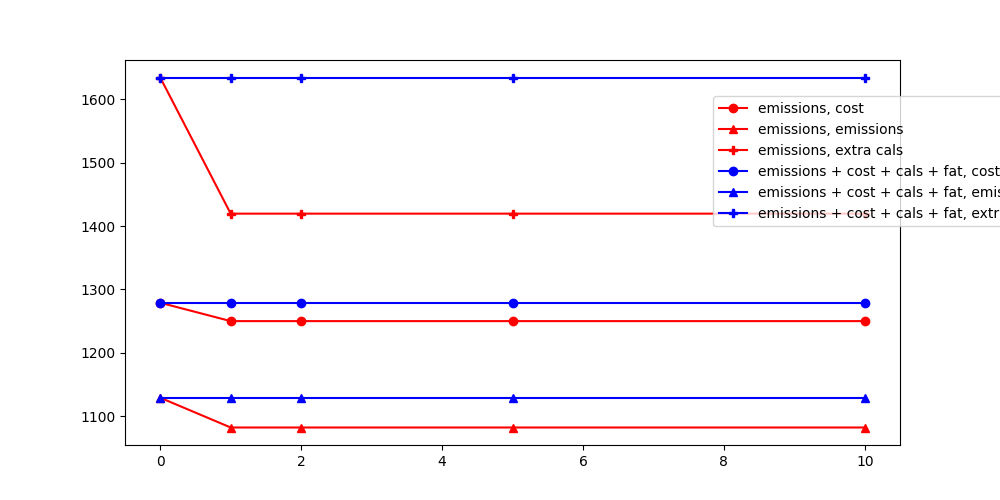 1600
1500
1400
1300
1200
1100
0 2 4 6 8 10
emissions, cost
emissions, emissions
emissions, extra cals
emissions + cost + cals + fat, cost
emissions + cost + cals + fat, emis
emissions + cost + cals + fat, extr